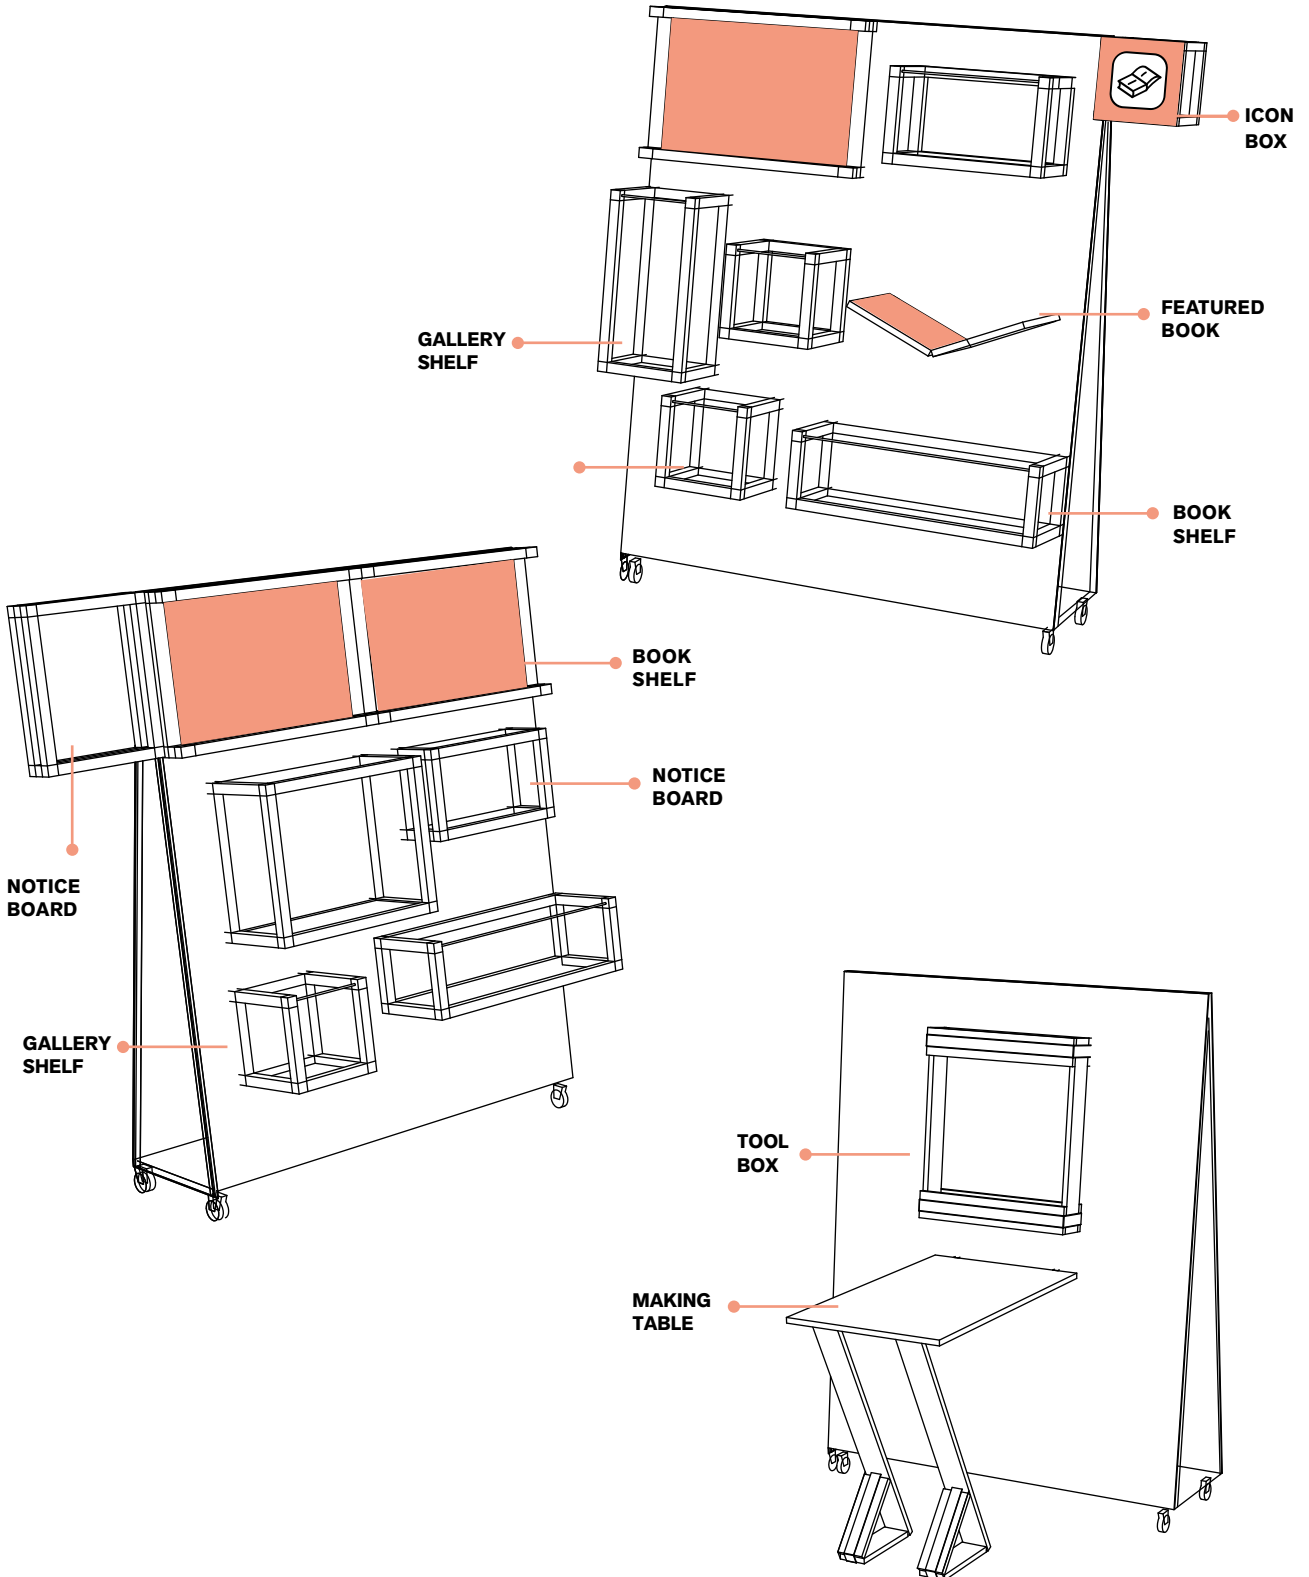 ICON
BOX
FEATURED
BOOK
GALLERY
SHELF
BOOK
SHELF
BOOK
SHELF
NOTICE
BOARD
NOTICE
BOARD
GALLERY
SHELF
TOOL
BOX
MAKING
TABLE